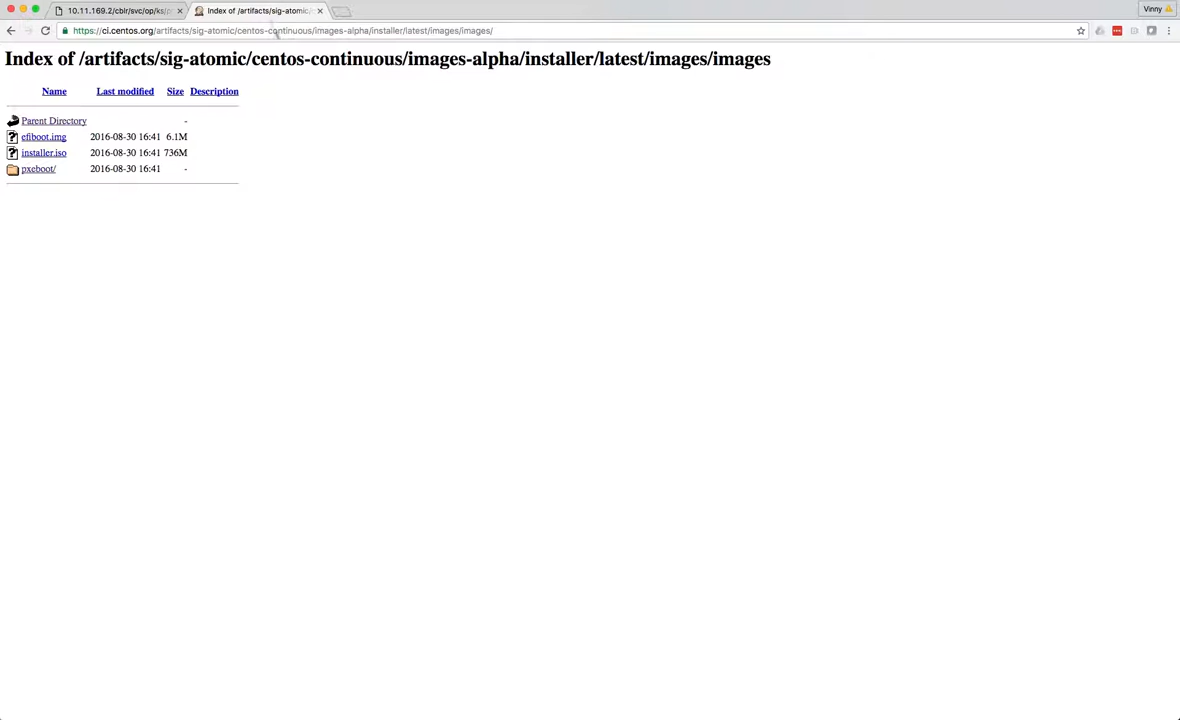 10.11.169.2/cblr/svc/op/ks/
Index of /artifacts/sig-atomic/
Vinny
https://ci.centos.org/artifacts/sig-atomic/centos-continuous/images-alpha/installer/latest/images/images/
Index of /artifacts/sig-atomic/centos-continuous/images-alpha/installer/latest/images/images
Name Last modified Size Description
Parent Directory -
efiboot.img 2016-08-30 16:41 6.1M
installer.iso 2016-08-30 16:41 736M
pxeboot/ 2016-08-30 16:41 -